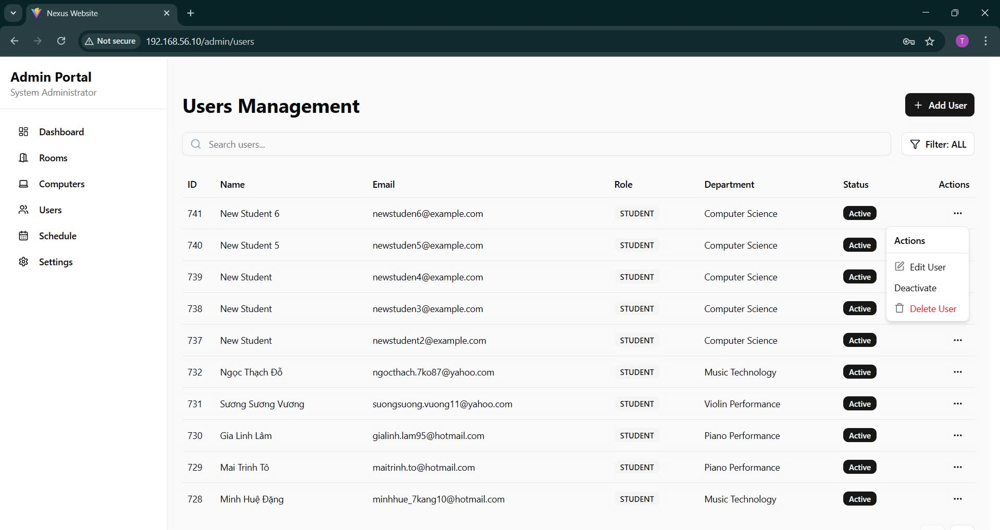 Nexus Website
Not secure 192.168.56.10/admin/users
T
Admin Portal
System Administrator
Dashboard
Rooms
Computers
Users
Schedule
Settings
Users Management
Add User
Search users...
Filter: ALL
ID Name Email Role Department Status Actions
741 New Student 6 newstuden6@example.com STUDENT Computer Science Active
740 New Student 5 newstuden5@example.com STUDENT Computer Science Active
739 New Student newstuden4@example.com STUDENT Computer Science Active
738 New Student newstuden3@example.com STUDENT Computer Science Active
737 New Student newstudent2@example.com STUDENT Computer Science Active
732 Ngọc Thạch Đỗ ngocthach.7ko87@yahoo.com STUDENT Music Technology Active
731 Sương Sương Vương suongsuong.vuong11@yahoo.com STUDENT Violin Performance Active
730 Gia Linh Lâm gialinh.lam95@hotmail.com STUDENT Piano Performance Active
729 Mai Trinh Tô maitrinh.to@hotmail.com STUDENT Piano Performance Active
728 Minh Huệ Đặng minhhue_7kang10@hotmail.com STUDENT Music Technology Active
Actions
Edit User
Deactivate
Delete User